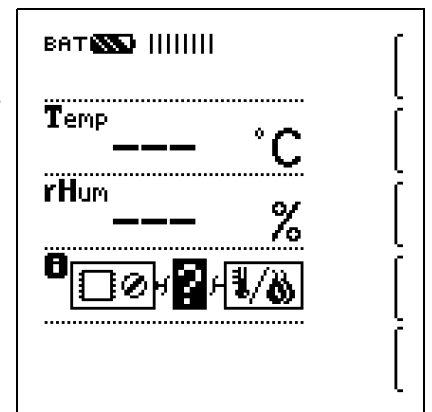 BAT
Temp
--- °C
rHum
--- %
i
?